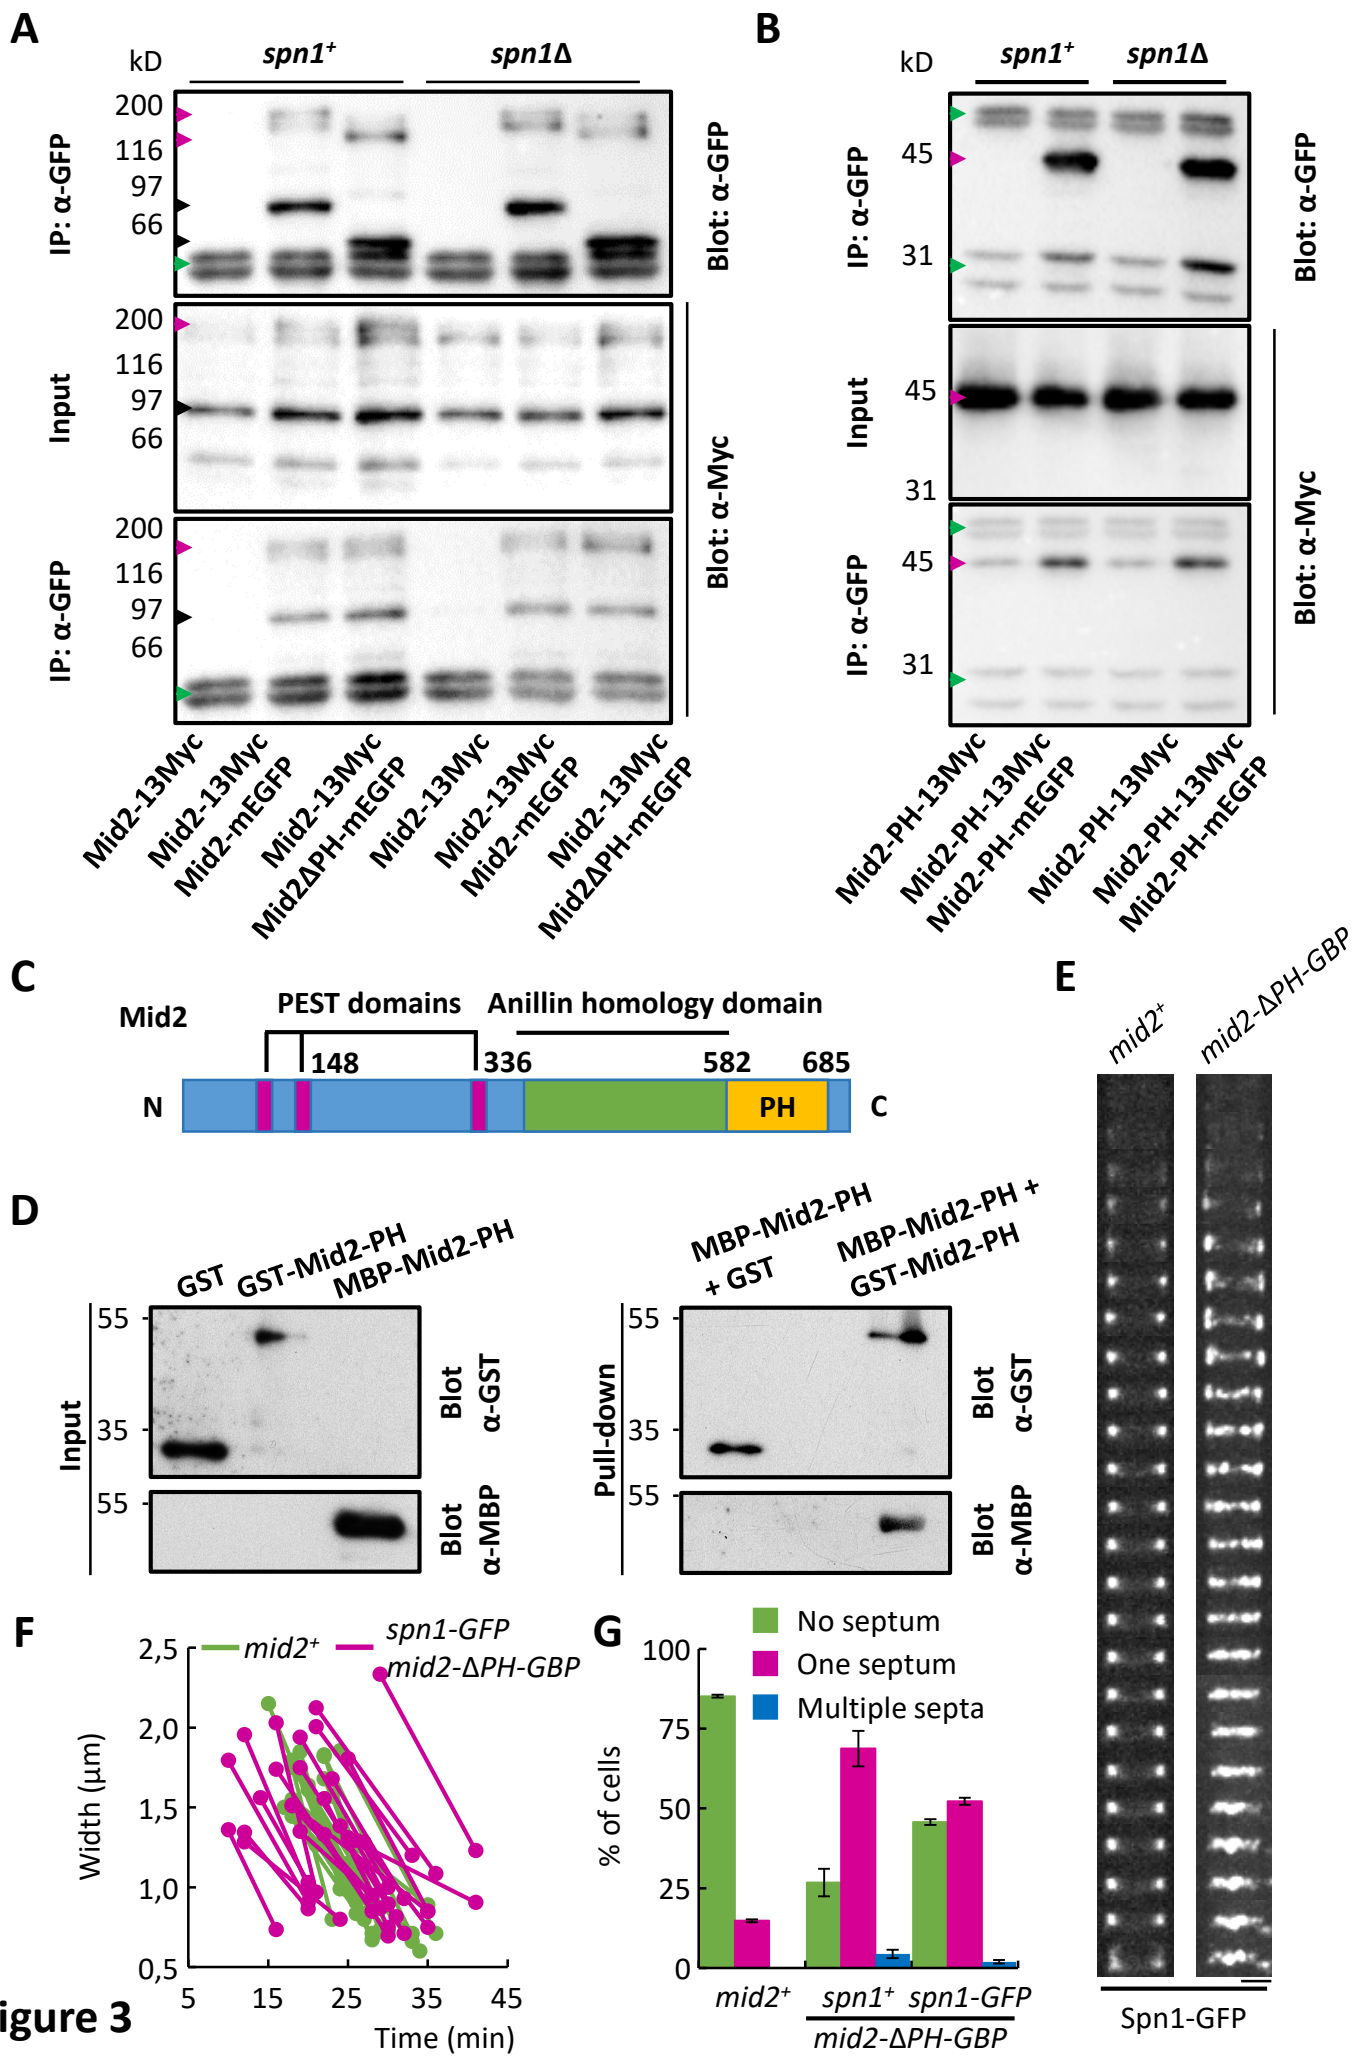 A
spn1+ spn1Δ
kD
200
116
97
66
IP: α-GFP
Blot: α-GFP
200
116
97
66
Input
200
116
97
66
IP: α-GFP
Blot: α-Myc
Mid2-13Myc
Mid2-13Myc
Mid2-mEGFP
Mid2-13Myc
Mid2ΔPH-mEGFP
Mid2-13Myc
Mid2-13Myc
Mid2-mEGFP
Mid2-13Myc
Mid2ΔPH-mEGFP
B
spn1+ spn1Δ
kD
45
31
IP: α-GFP
Blot: α-GFP
45
31
Input
45
31
IP: α-GFP
Blot: α-Myc
Mid2-PH-13Myc
Mid2-PH-13Myc
Mid2-PH-mEGFP
Mid2-PH-13Myc
Mid2-PH-13Myc
Mid2-PH-mEGFP
C
Mid2
PEST domains Anillin homology domain
148 336 582 685
N PH C
D
GST GST-Mid2-PH MBP-Mid2-PH
55
35
55
Input
Blot
α-GST
Blot
α-MBP
MBP-Mid2-PH
+ GST
MBP-Mid2-PH +
GST-Mid2-PH
55
35
55
Pull-down
Blot
α-GST
Blot
α-MBP
E
mid2+ mid2-ΔPH-GBP
Spn1-GFP
F
mid2+
spn1-GFP
mid2-ΔPH-GBP
2,5
2,0
1,5
1,0
0,5
Width (μm)
5 15 25 35 45
Time (min)
G
No septum
One septum
Multiple septa
100
75
50
25
0
% of cells
mid2+ spn1+ spn1-GFP
mid2-ΔPH-GBP
igure 3